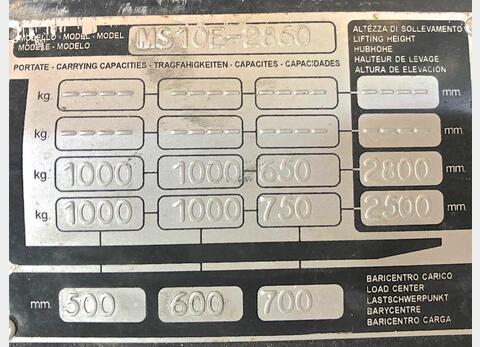 MODELLO - MODEL - MODEL
MODÈLE - MODELO
MS10E-2860
ALTEZZA DI SOLLEVAMENTO
LIFTING HEIGHT
HUBHOHE
HAUTEUR DE LEVAGE
ALTURA DE ELEVACION
PORTATE - CARRYING CAPACITIES - TRAGFAHIGKEITEN - CAPACITES - CAPACIDADES
kg. ---- ---- ---- ---- mm.
kg. ---- ---- ---- ---- mm.
kg. 1000 1000 650 2800 mm.
kg. 1000 1000 750 2500 mm.
mm. 500 600 700
BARICENTRO CARICO
LOAD CENTER
LASTSCHWERPUNKT
BARYCENTRE
BARICENTRO CARGA